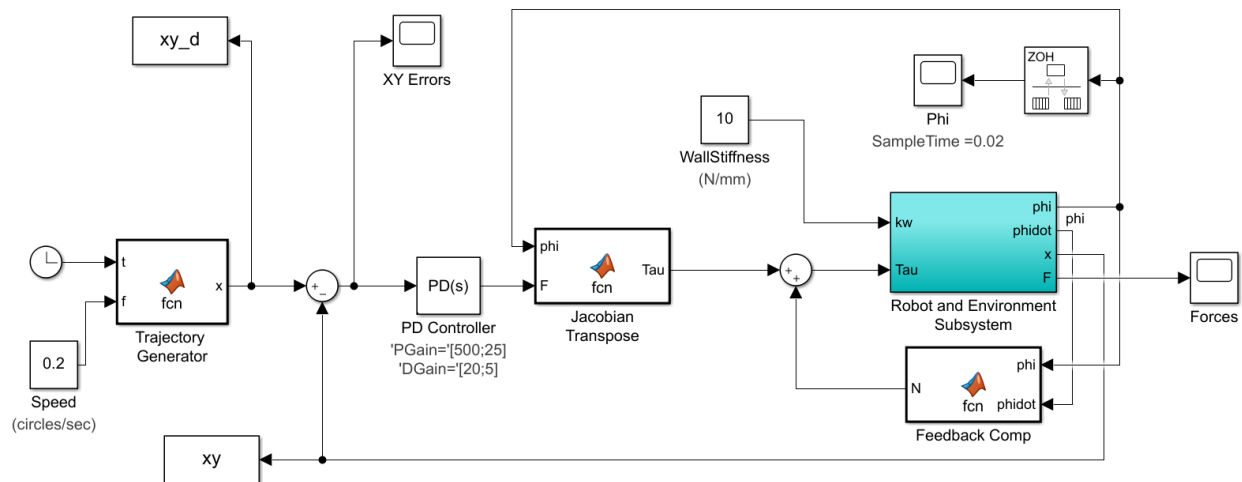 xy_d
XY Errors
ZOH
Phi
SampleTime =0.02
10
WallStiffness
(N/mm)
phi
phi
phidot
kw
x
Tau
F
Robot and Environment
Subsystem
Forces
t
f
fcn
x
Trajectory
Generator
0.2
Speed
(circles/sec)
+
−
PD(s)
PD Controller
'PGain='[500;25]
'DGain='[20;5]
phi
F
fcn
Tau
Jacobian
Transpose
+
+
phi
N
fcn
phidot
Feedback Comp
xy